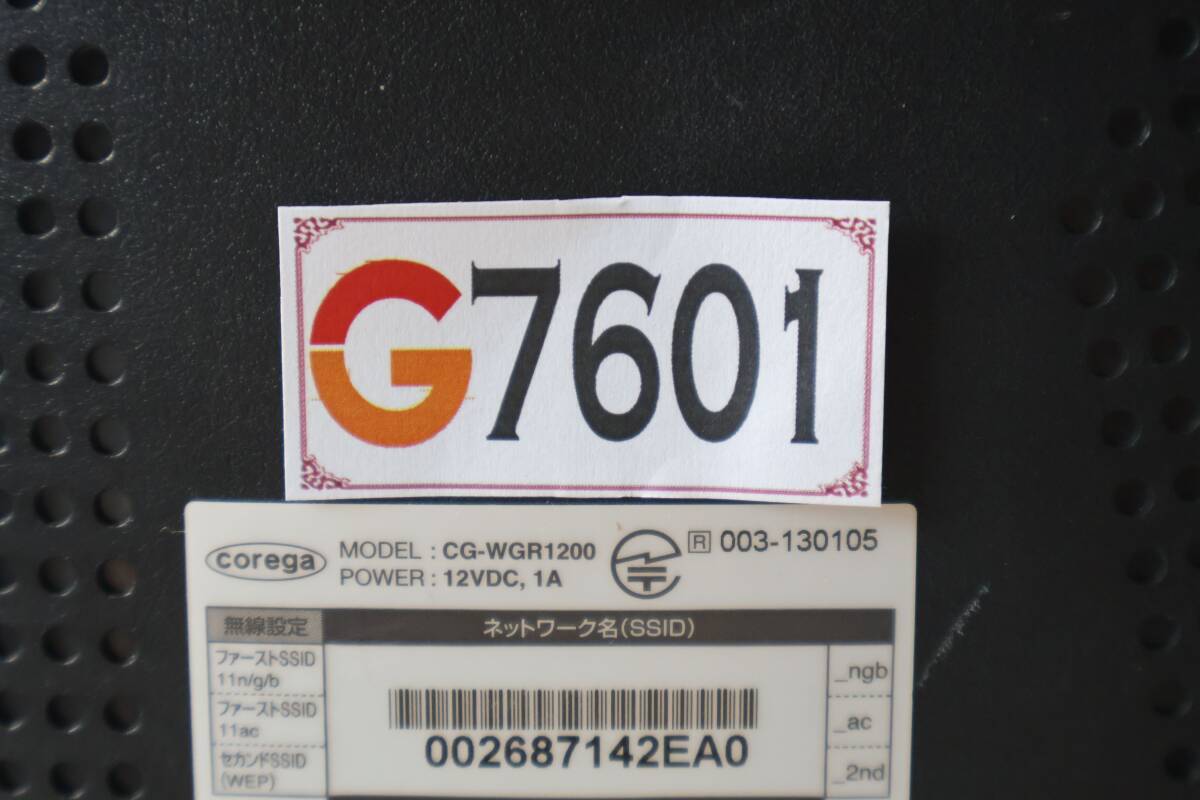 G7601
corega
MODEL : CG-WGR1200
POWER : 12VDC, 1A
R 003-130105
無線設定 ネットワーク名(SSID)
ファーストSSID
11n/g/b
_ngb
ファーストSSID
11ac
_ac
セカンドSSID
(WEP)
_2nd
002687142EA0